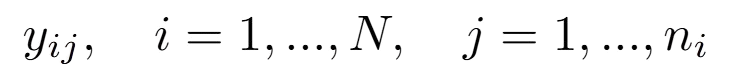 y_{ij}, i = 1, ..., N, j = 1, ..., n_i